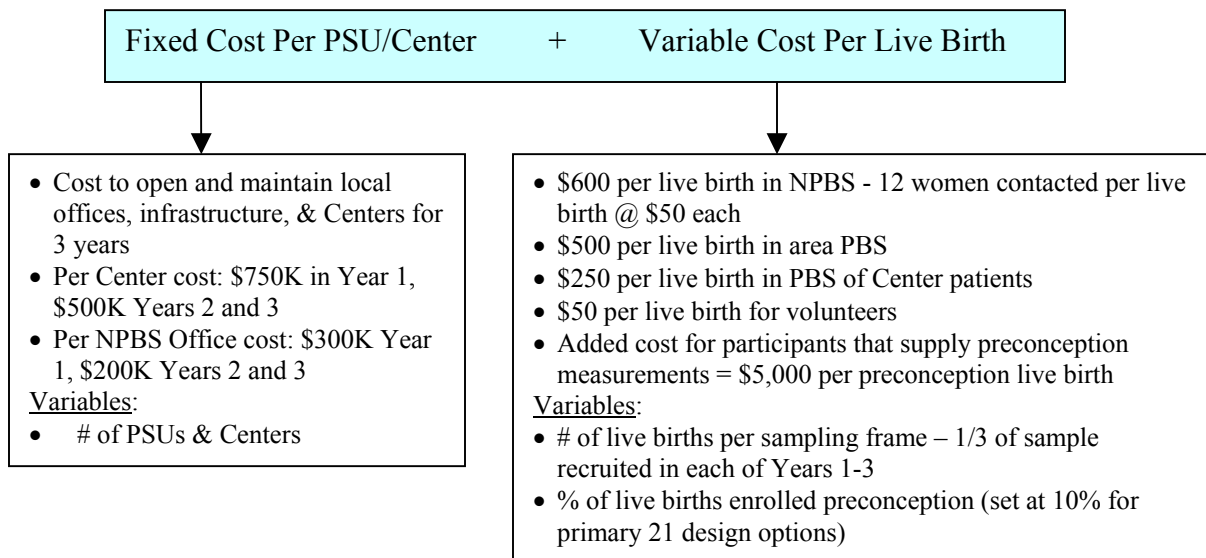 Fixed Cost Per PSU/Center + Variable Cost Per Live Birth
• Cost to open and maintain local
offices, infrastructure, & Centers for
3 years
• Per Center cost: $750K in Year 1,
$500K Years 2 and 3
• Per NPBS Office cost: $300K Year
1, $200K Years 2 and 3
Variables:
• # of PSUs & Centers
• $600 per live birth in NPBS - 12 women contacted per live
birth @ $50 each
• $500 per live birth in area PBS
• $250 per live birth in PBS of Center patients
• $50 per live birth for volunteers
• Added cost for participants that supply preconception
measurements = $5,000 per preconception live birth
Variables:
• # of live births per sampling frame – 1/3 of sample
recruited in each of Years 1-3
• % of live births enrolled preconception (set at 10% for
primary 21 design options)